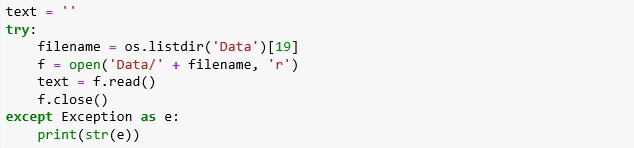 text = ''
try:
    filename = os.listdir('Data')[19]
    f = open('Data/' + filename, 'r')
    text = f.read()
    f.close()
except Exception as e:
    print(str(e))